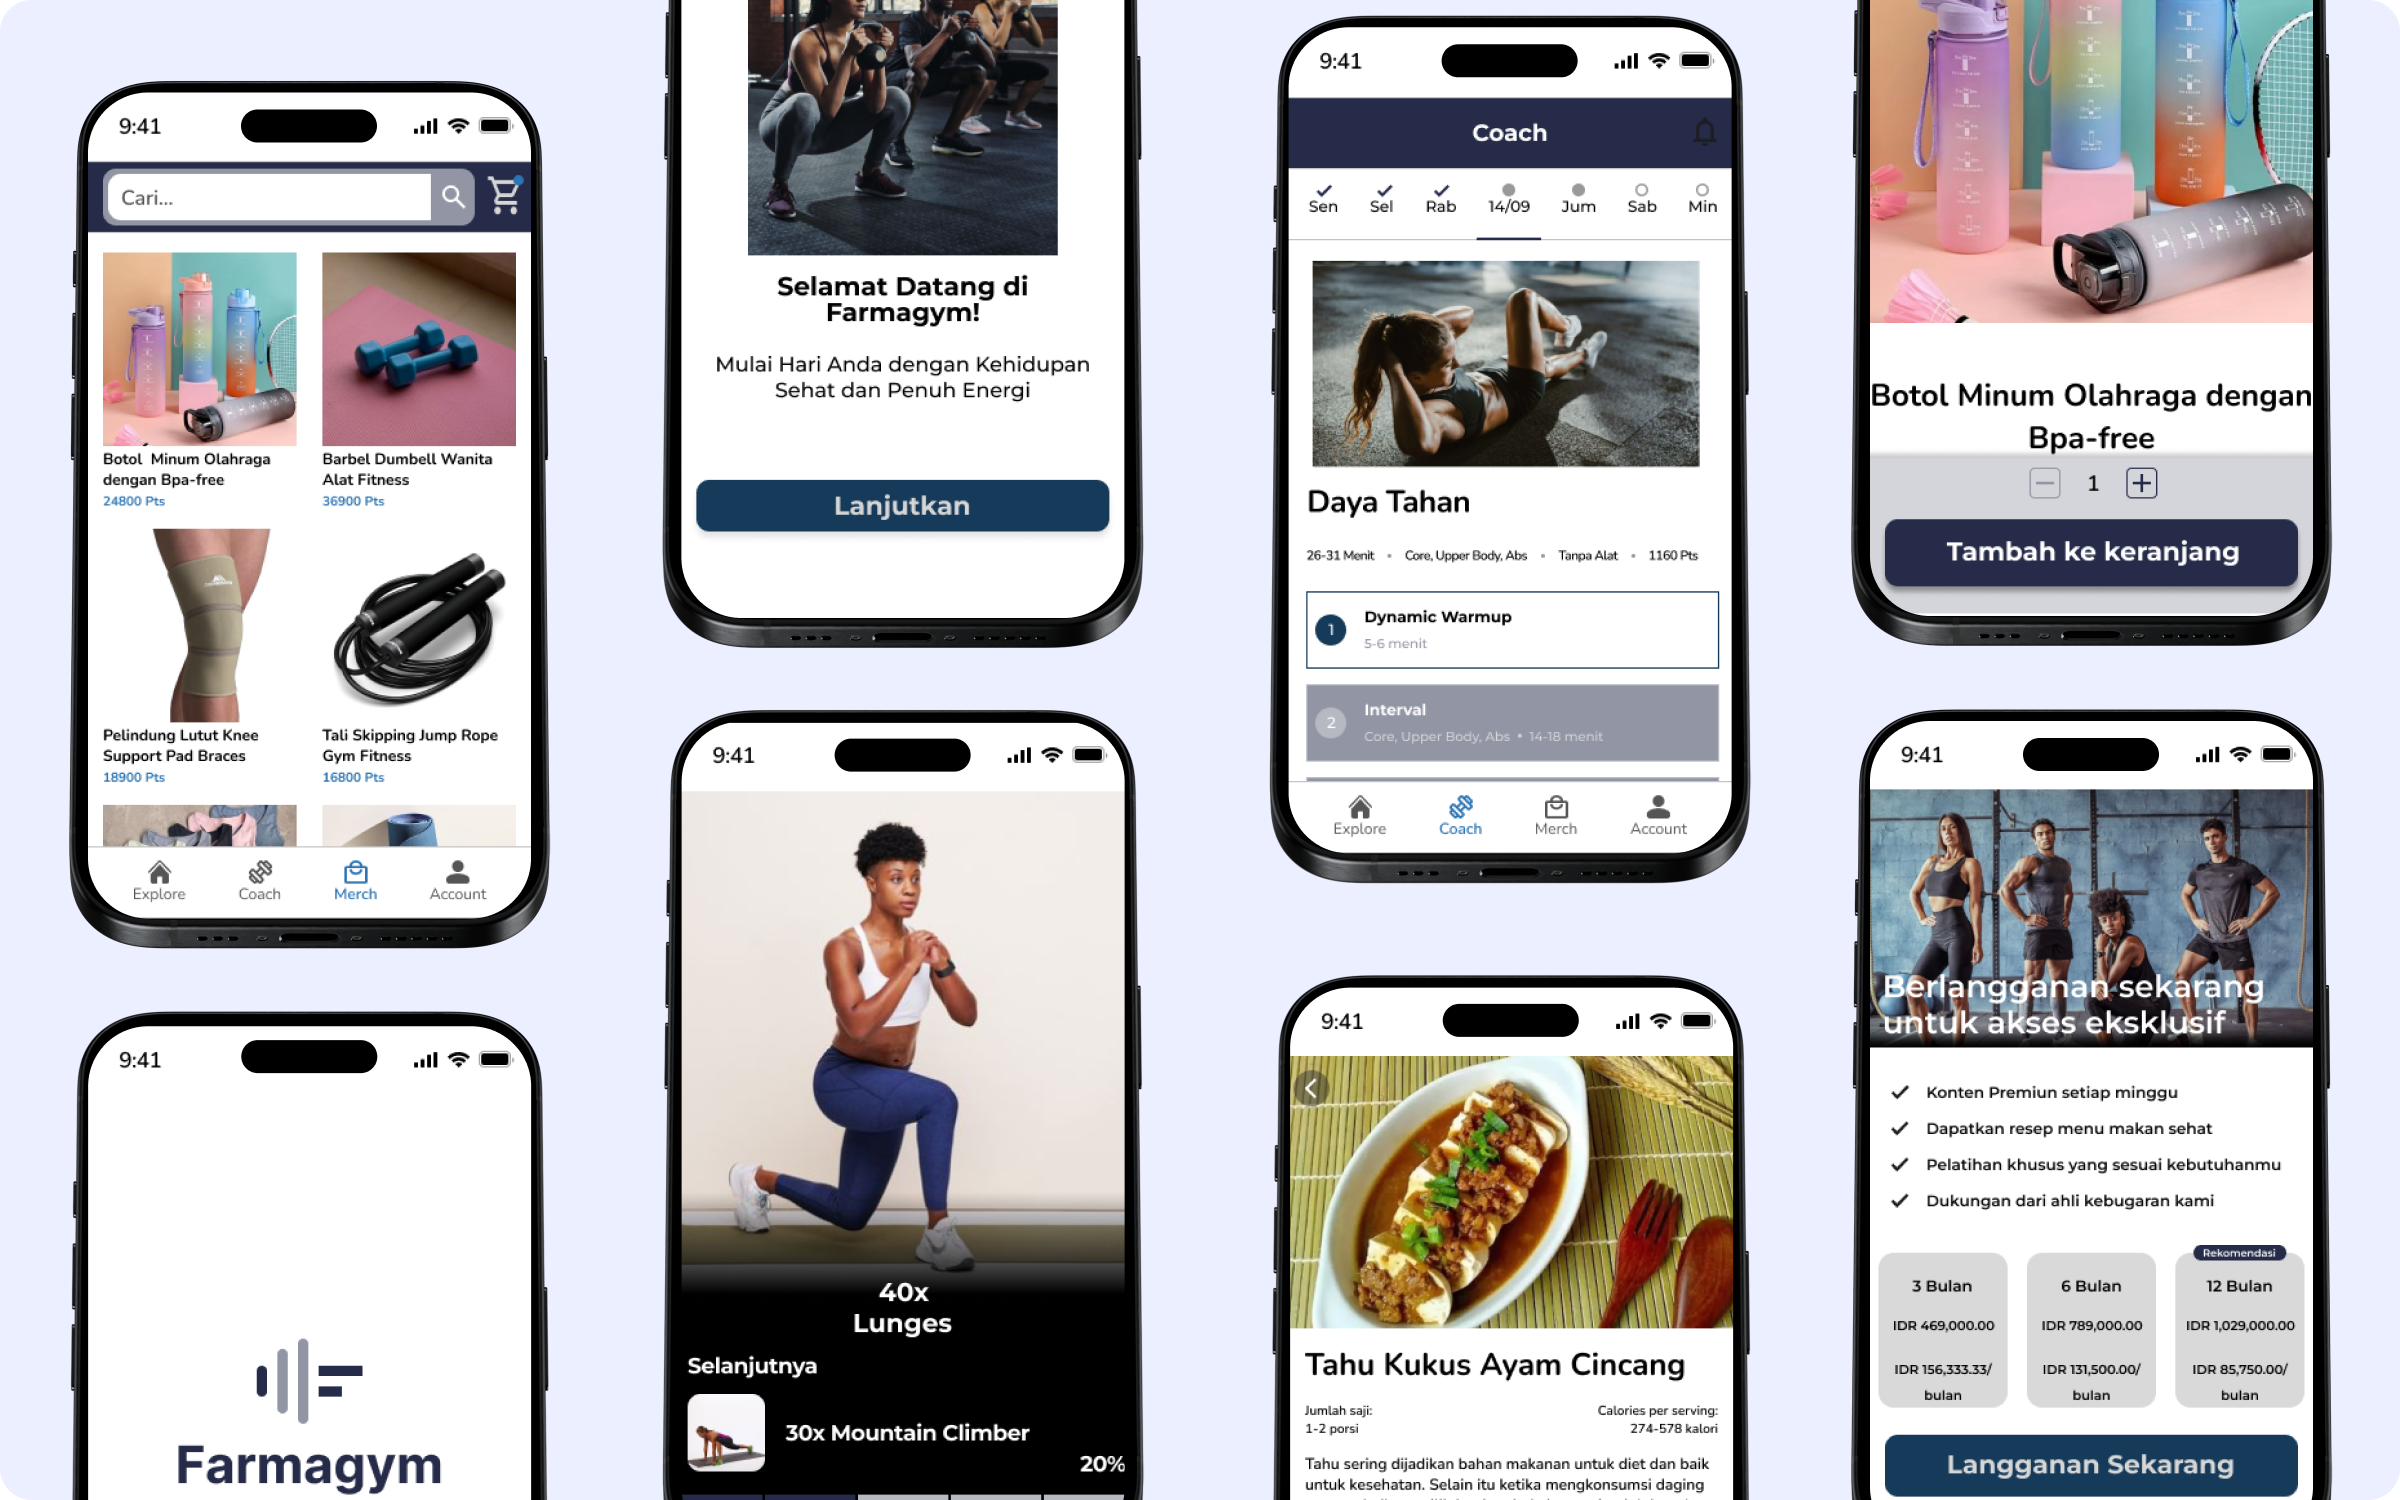 9:41
Cari...
Botol  Minum Olahraga
dengan Bpa-free
24800 Pts
Barbel Dumbell Wanita
Alat Fitness
36900 Pts
Pelindung Lutut Knee
Support Pad Braces
18900 Pts
Tali Skipping Jump Rope
Gym Fitness
16800 Pts
Explore
Coach
Merch
Account
9:41
Farmagym
Selamat Datang di
Farmagym!
Mulai Hari Anda dengan Kehidupan
Sehat dan Penuh Energi
Lanjutkan
9:41
40x
Lunges
Selanjutnya
30x Mountain Climber
20%
9:41
Coach
Sen Sel Rab 14/09 Jum Sab Min
Daya Tahan
26-31 Menit • Core, Upper Body, Abs • Tanpa Alat • 1160 Pts
1
Dynamic Warmup
5-6 menit
2
Interval
Core, Upper Body, Abs • 14-18 menit
Explore
Coach
Merch
Account
9:41
Tahu Kukus Ayam Cincang
Jumlah saji:
1-2 porsi
Calories per serving:
274-578 kalori
Tahu sering dijadikan bahan makanan untuk diet dan baik
untuk kesehatan. Selain itu ketika mengkonsumsi daging
Botol Minum Olahraga dengan
Bpa-free
1
Tambah ke keranjang
9:41
Berlangganan sekarang
untuk akses eksklusif
Konten Premiun setiap minggu
Dapatkan resep menu makan sehat
Pelatihan khusus yang sesuai kebutuhanmu
Dukungan dari ahli kebugaran kami
3 Bulan
IDR 469,000.00
IDR 156,333.33/
bulan
6 Bulan
IDR 789,000.00
IDR 131,500.00/
bulan
Rekomendasi
12 Bulan
IDR 1,029,000.00
IDR 85,750.00/
bulan
Langganan Sekarang